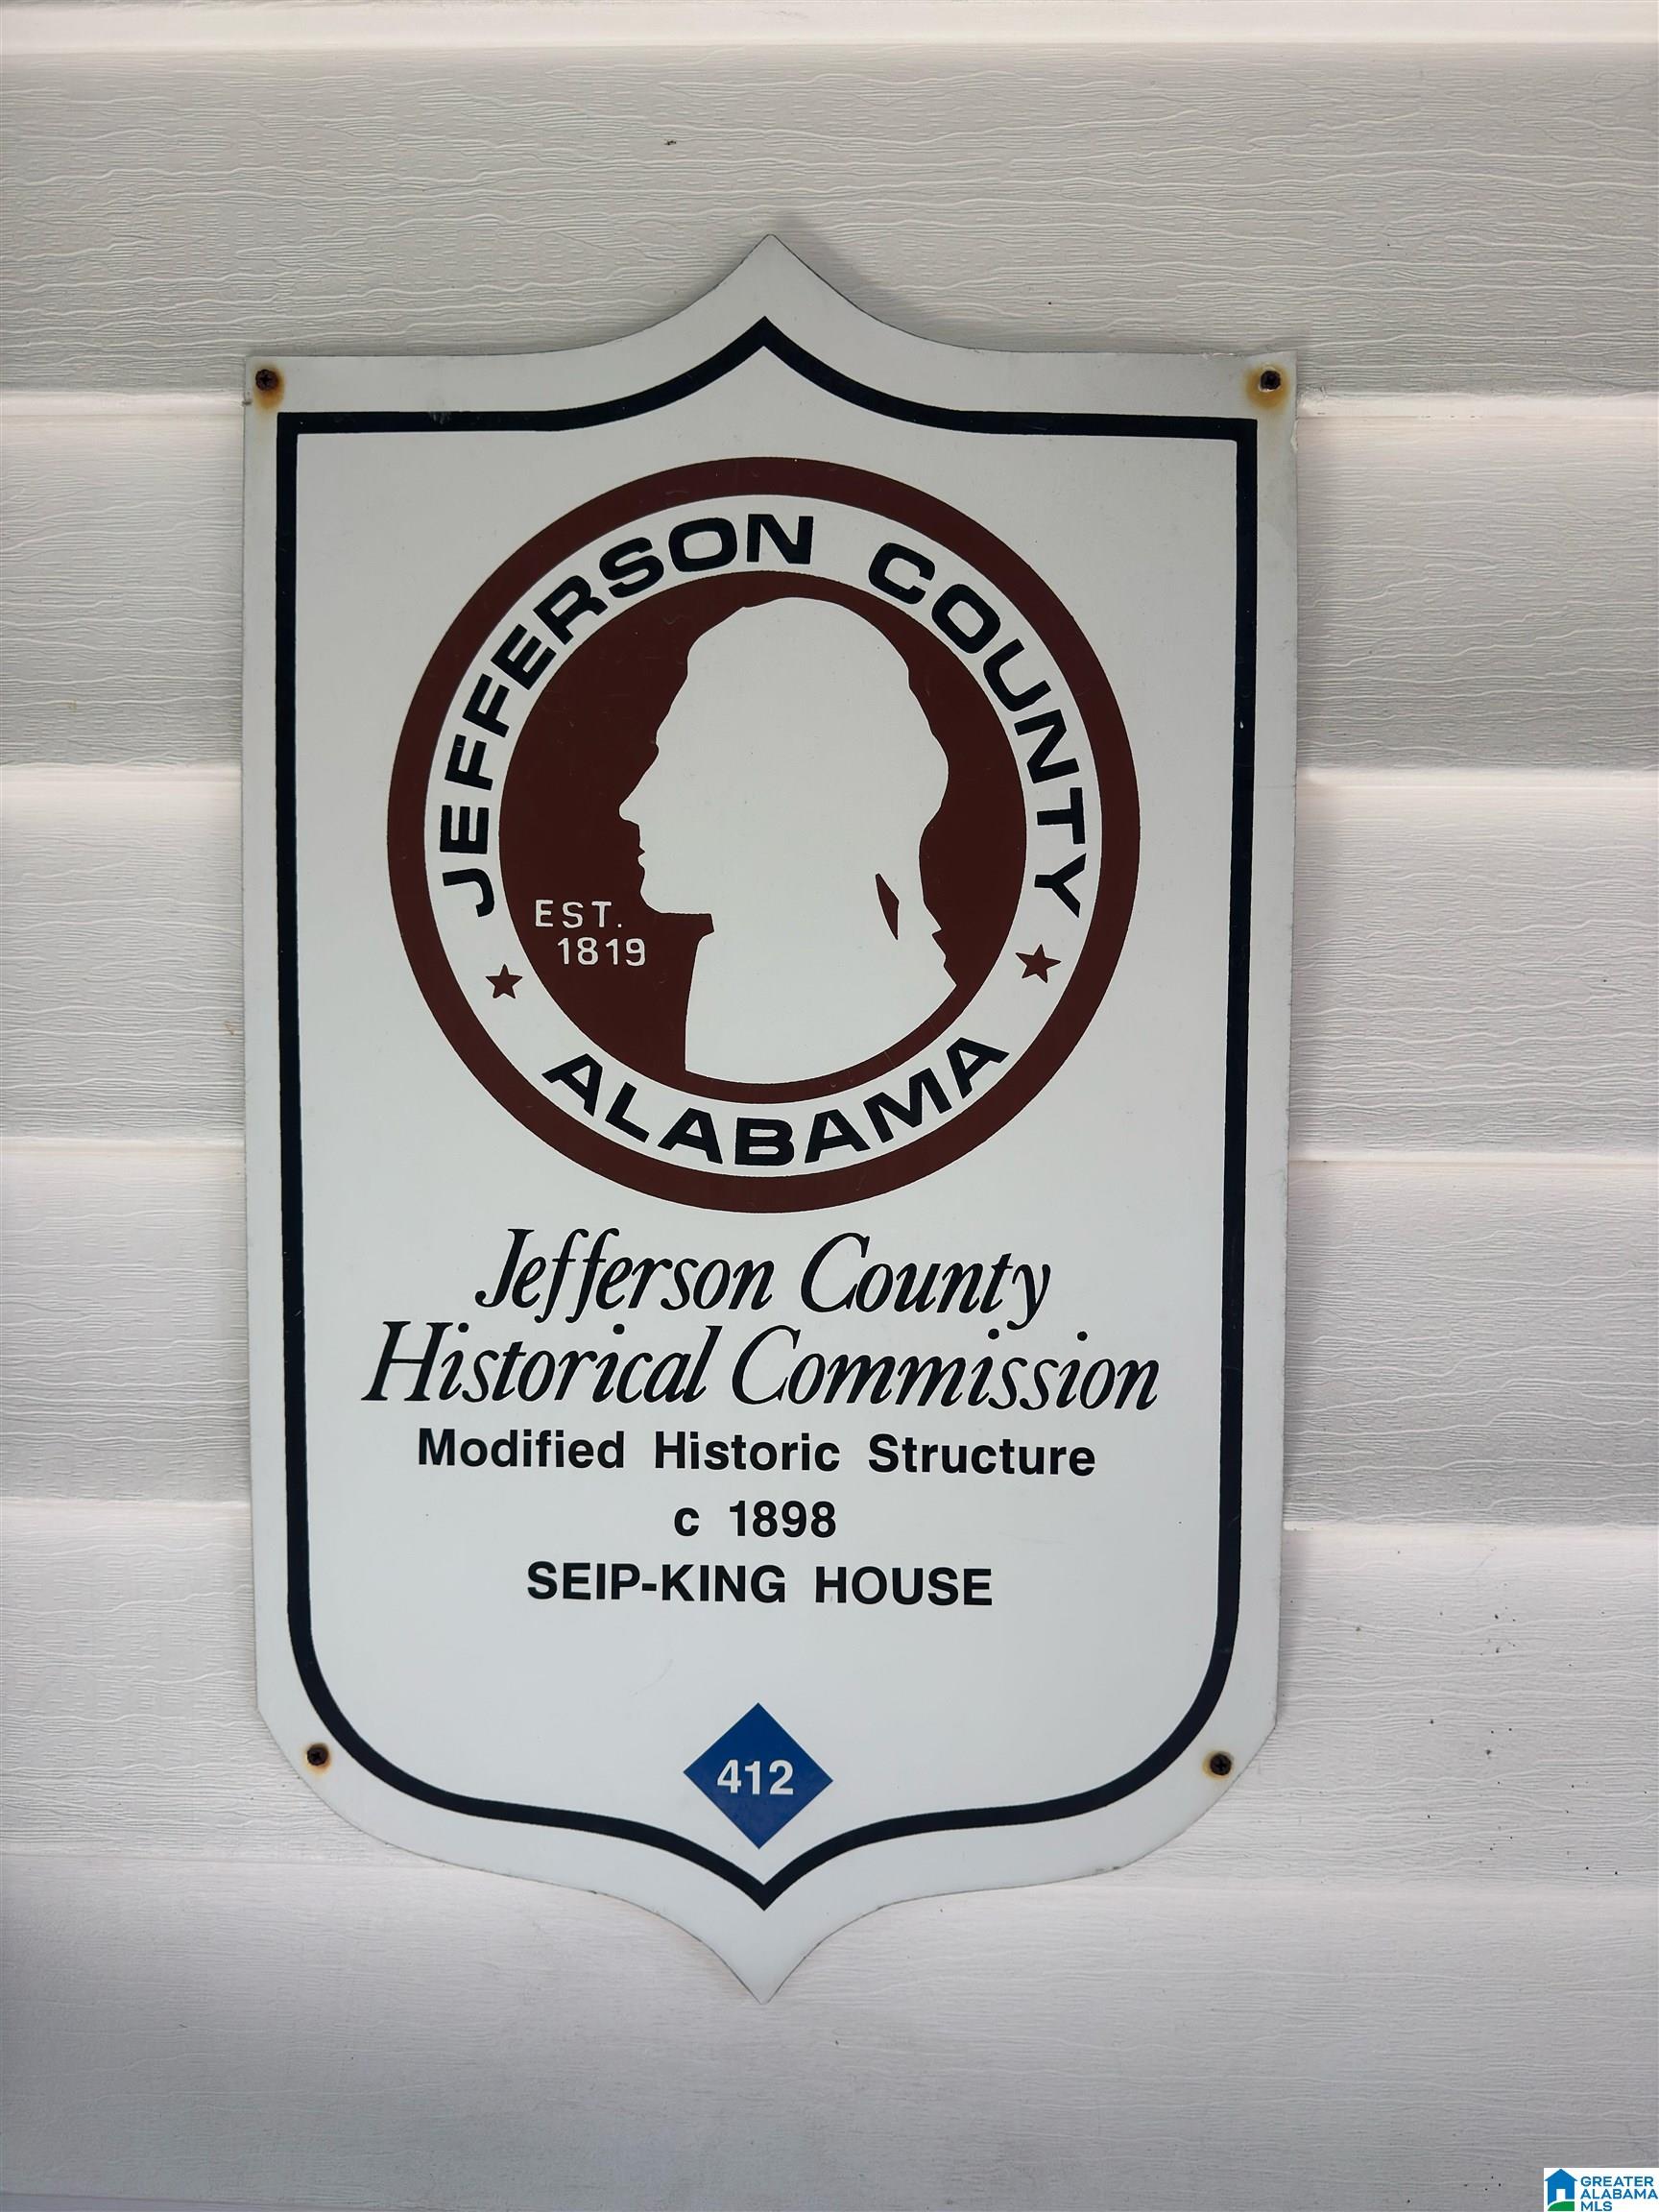 JEFFERSON COUNTY
EST.
1819
ALABAMA
Jefferson County
Historical Commission
Modified Historic Structure
c 1898
SEIP-KING HOUSE
412
GREATER
ALABAMA
MLS